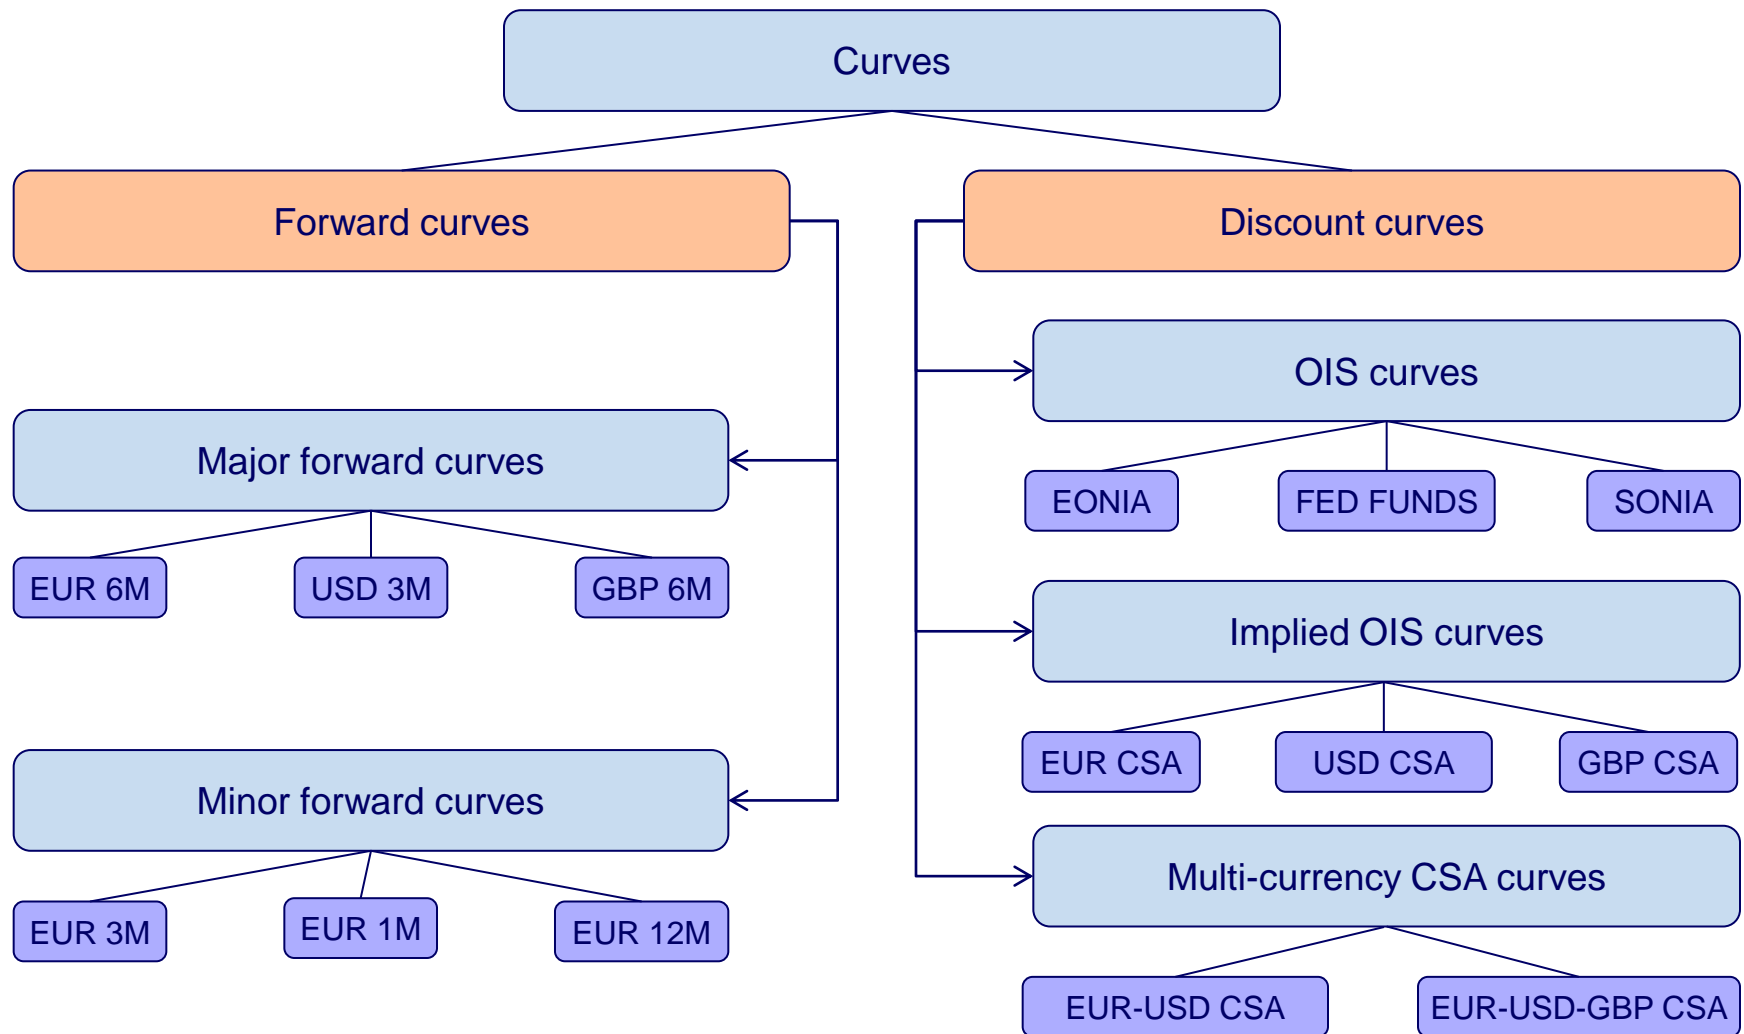 Curves
Forward curves
Discount curves
OIS curves
Major forward curves
EONIA
FED FUNDS
SONIA
EUR 6M
USD 3M
GBP 6M
Implied OIS curves
EUR CSA
USD CSA
GBP CSA
Minor forward curves
Multi-currency CSA curves
EUR 3M
EUR 1M
EUR 12M
EUR-USD CSA
EUR-USD-GBP CSA